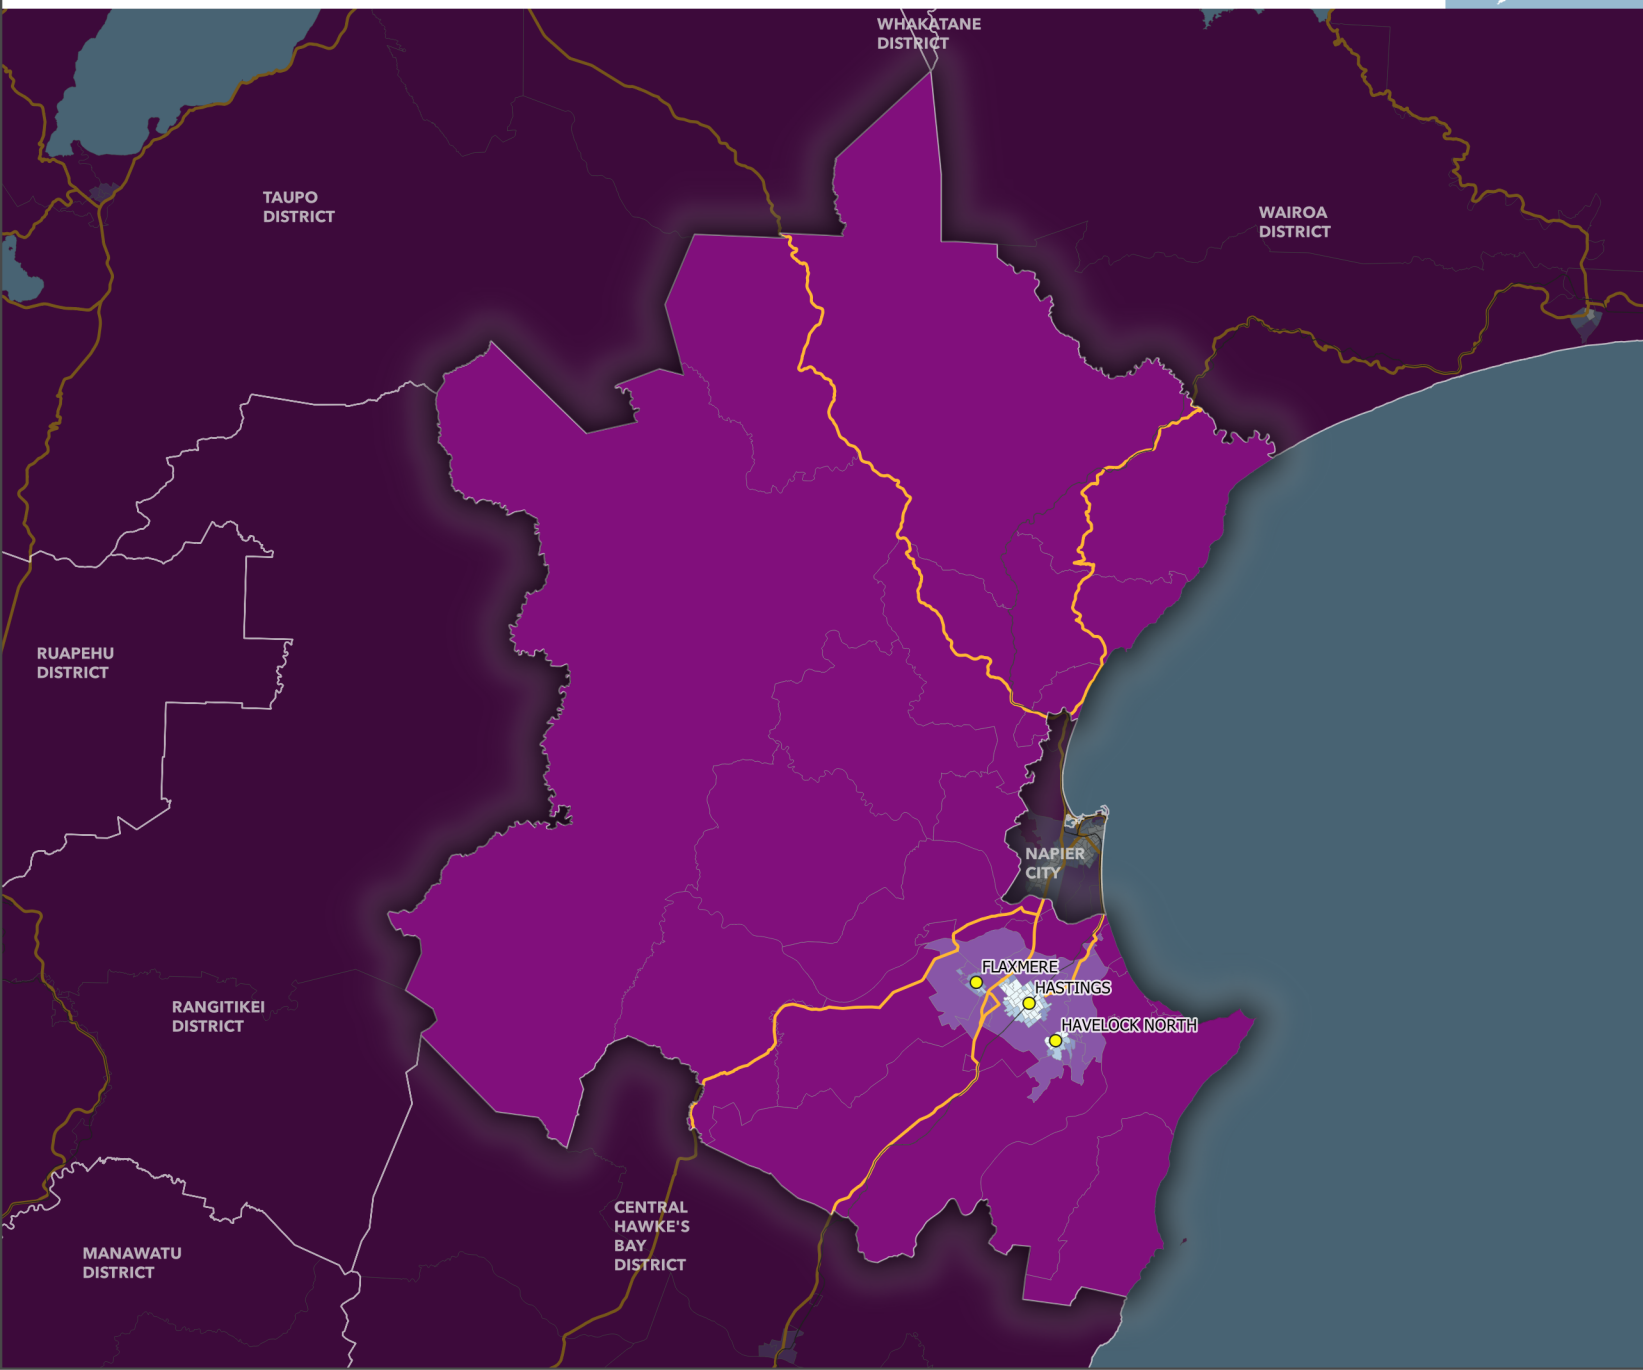 WHAKATANE
DISTRICT
TAUPO
DISTRICT
WAIROA
DISTRICT
RUAPEHU
DISTRICT
NAPIER
CITY
FLAXMERE
HASTINGS
HAVELOCK NORTH
RANGITIKEI
DISTRICT
CENTRAL
HAWKE'S
BAY
DISTRICT
MANAWATU
DISTRICT